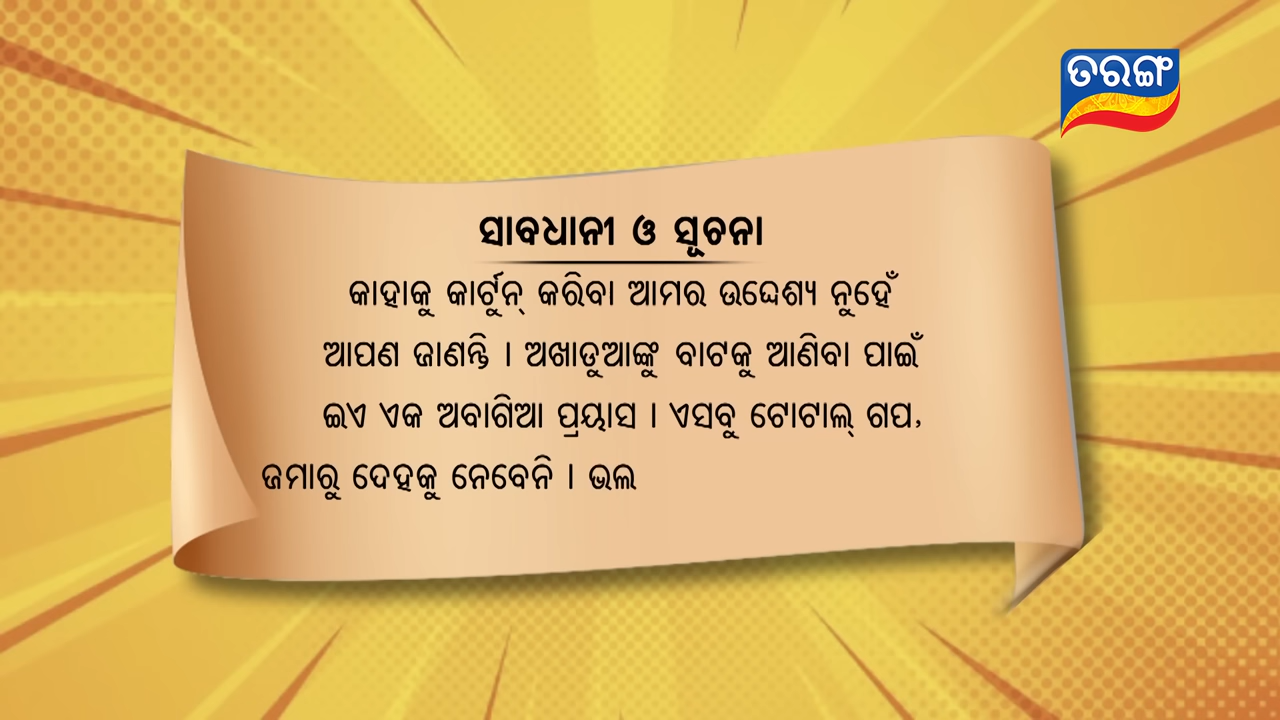 ତରଙ୍ଗ
ସାବଧାନୀ ଓ ସୂଚନା
କାହାକୁ କାର୍ଟୁନ୍ କରିବା ଆମର ଉଦ୍ଦେଶ୍ୟ ନୁହେଁ
ଆପଣ ଜାଣନ୍ତି । ଅଖାଡୁଆଙ୍କୁ ବାଟକୁ ଆଣିବା ପାଇଁ
ଇଏ ଏକ ଅବାଗିଆ ପ୍ରୟାସ । ଏସବୁ ଟୋଟାଲ୍ ଗପ,
ଜମାରୁ ଦେହକୁ ନେବେନି । ଭଲ